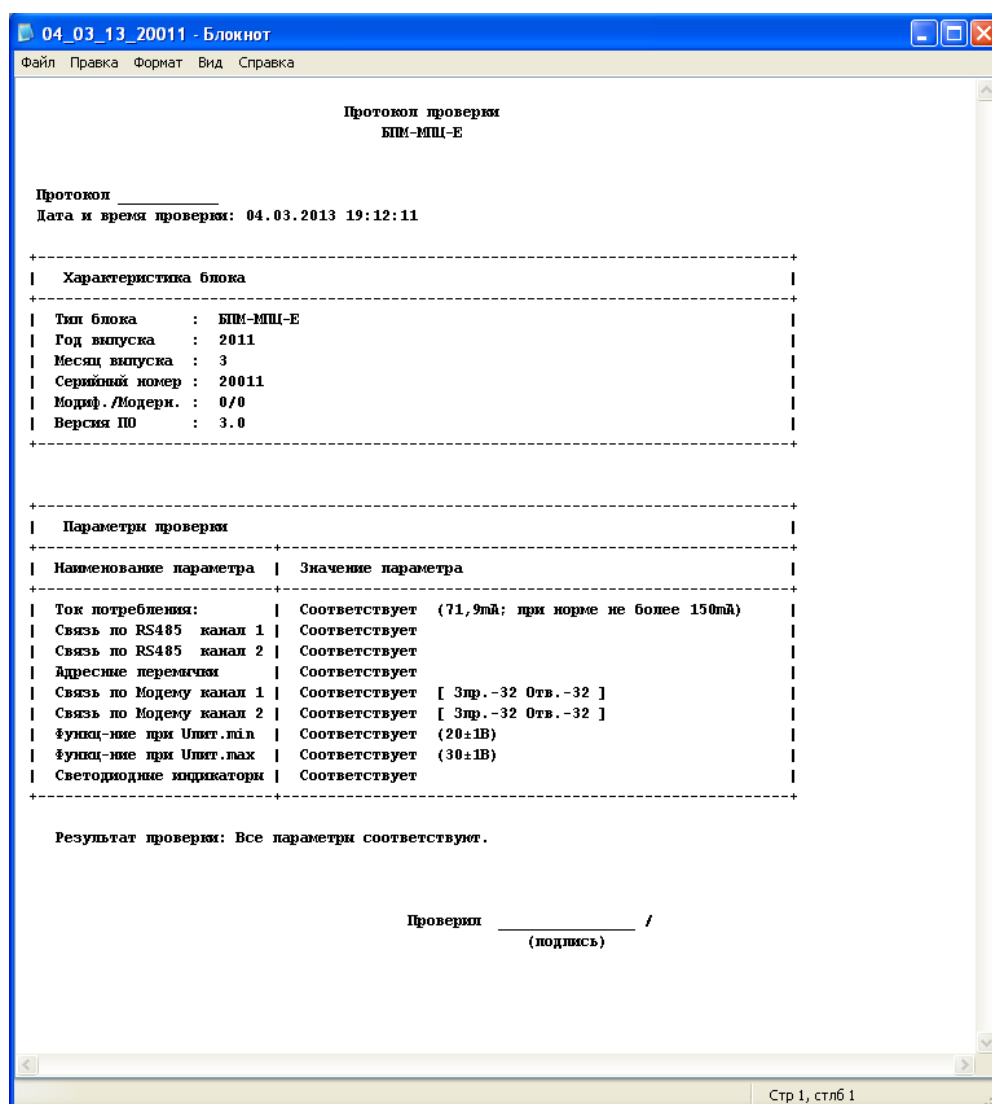 04_03_13_20011 - Блокнот
Файл Правка Формат Вид Справка
Протокол проверки
БПМ-МПЦ-Е
Протокол ___________
Дата и время проверки: 04.03.2013 19:12:11
Характеристика блока
Тип блока : БПМ-МПЦ-Е
Год выпуска : 2011
Месяц выпуска : 3
Серийный номер : 20011
Модиф./Модерн. : 0/0
Версия ПО : 3.0
Параметры проверки
Наименование параметра | Значение параметра
Ток потребления: | Соответствует (71,9mA; при норме не более 150mA)
Связь по RS485 канал 1 | Соответствует
Связь по RS485 канал 2 | Соответствует
Адресные перемычки | Соответствует
Связь по Модему канал 1 | Соответствует [ Зпр.-32 Отв.-32 ]
Связь по Модему канал 2 | Соответствует [ Зпр.-32 Отв.-32 ]
Функц-ние при Uпит.min | Соответствует (20±1В)
Функц-ние при Uпит.max | Соответствует (30±1В)
Светодиодные индикаторы | Соответствует
Результат проверки: Все параметры соответствуют.
Проверил _______________ /
(подпись)
Стр 1, стлб 1